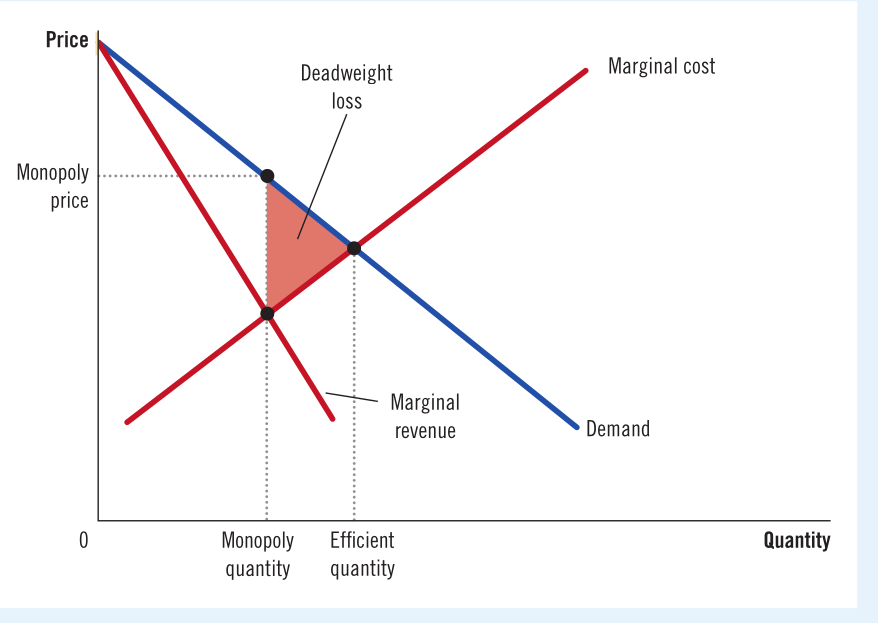 Price
Deadweight
loss
Marginal cost
Monopoly
price
Marginal
revenue
Demand
0
Monopoly
quantity
Efficient
quantity
Quantity